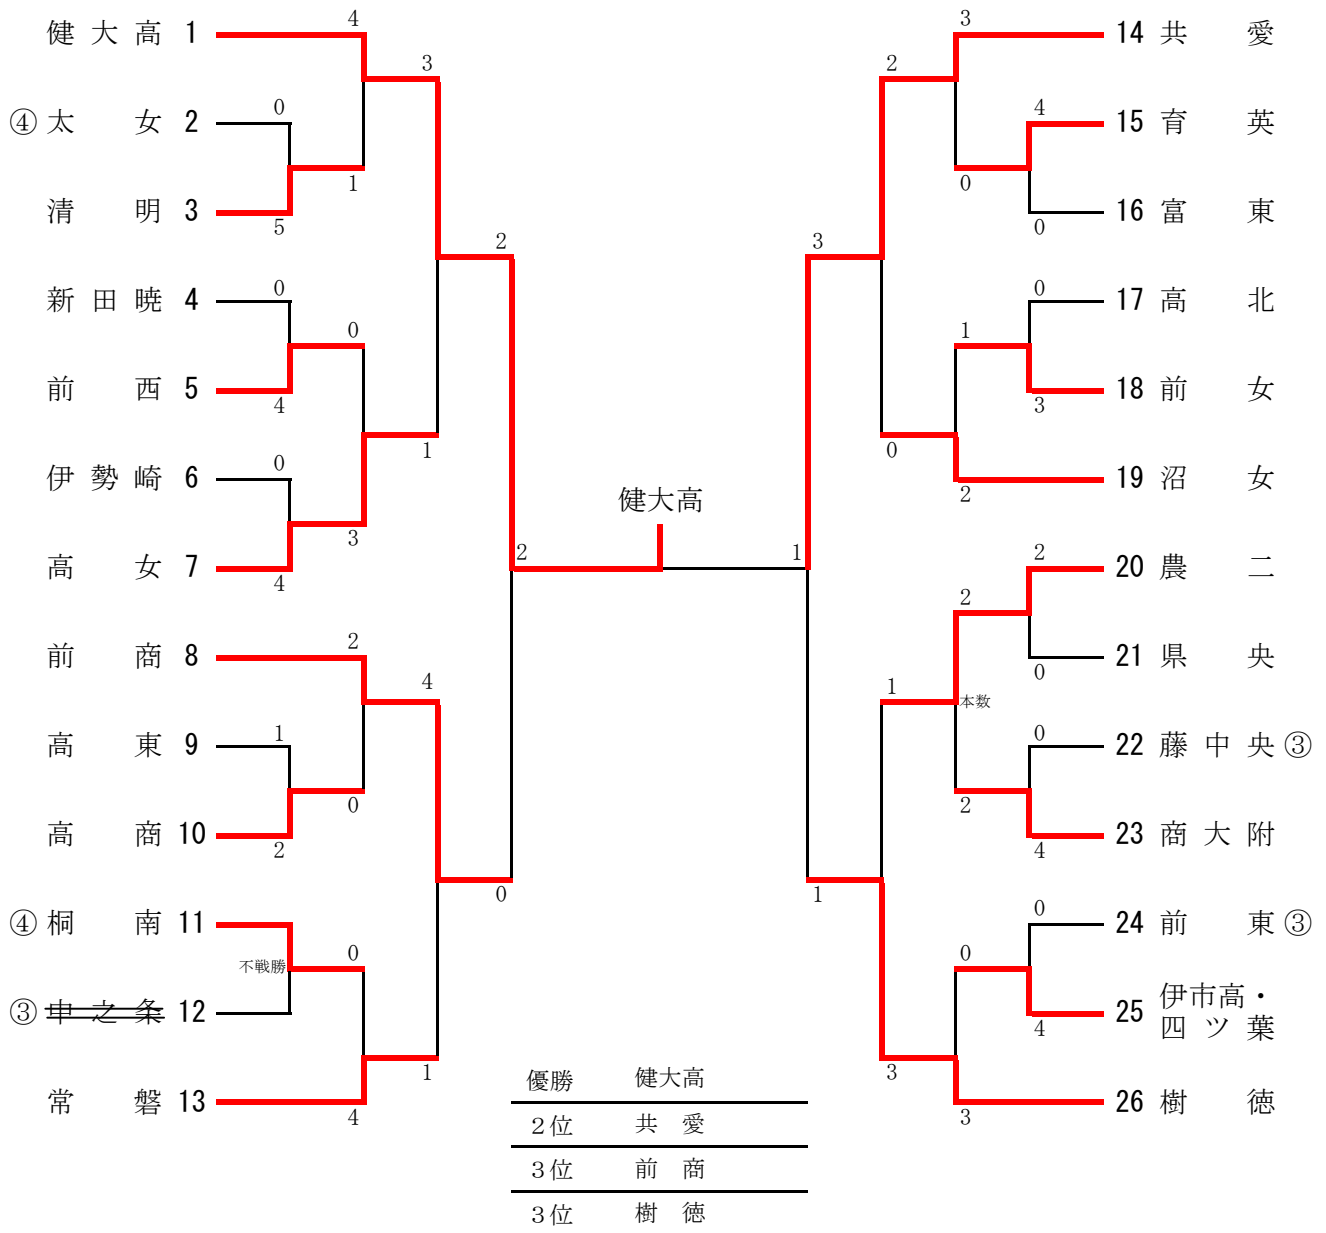 健大高 1
④ 太女 2
清明 3
新田暁 4
前西 5
伊勢崎 6
高女 7
前商 8
高東 9
高商 10
④ 桐南 11
③ 中之条 12
常磐 13
4
0
5
1
3
0
4
0
0
4
3
1
2
2
1
2
0
4
不戦勝
0
4
1
0
健大高
2
1
14 共愛
15 育英
16 富東
17 高北
18 前女
19 沼女
20 農二
21 県央
22 藤中央 ③
23 商大附
24 前東 ③
25 伊市高・
四ツ葉
26 樹徳
3
4
0
0
2
0
3
1
2
0
3
2
0
2
本数
0
4
2
1
0
4
0
3
3
1
優勝 健大高
2位 共愛
3位 前商
3位 樹徳